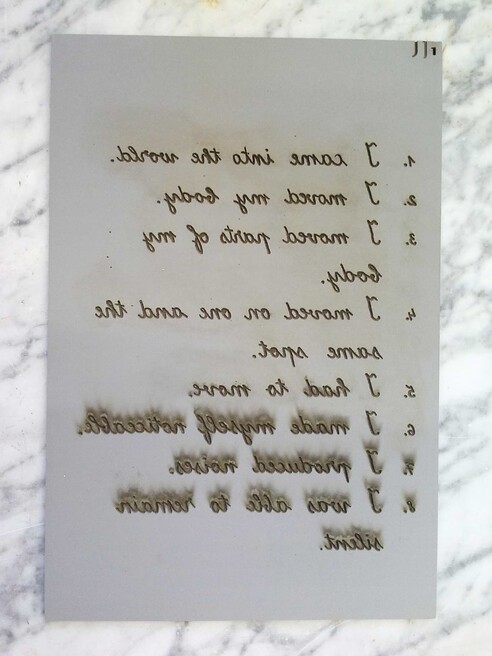 1. I came into the world.
2. I moved my body.
3. I moved parts of my
body.
4. I moved on one and the
same spot.
5. I had to move.
6. I made myself noticeable.
7. I produced noises.
8. I was able to remain
silent.